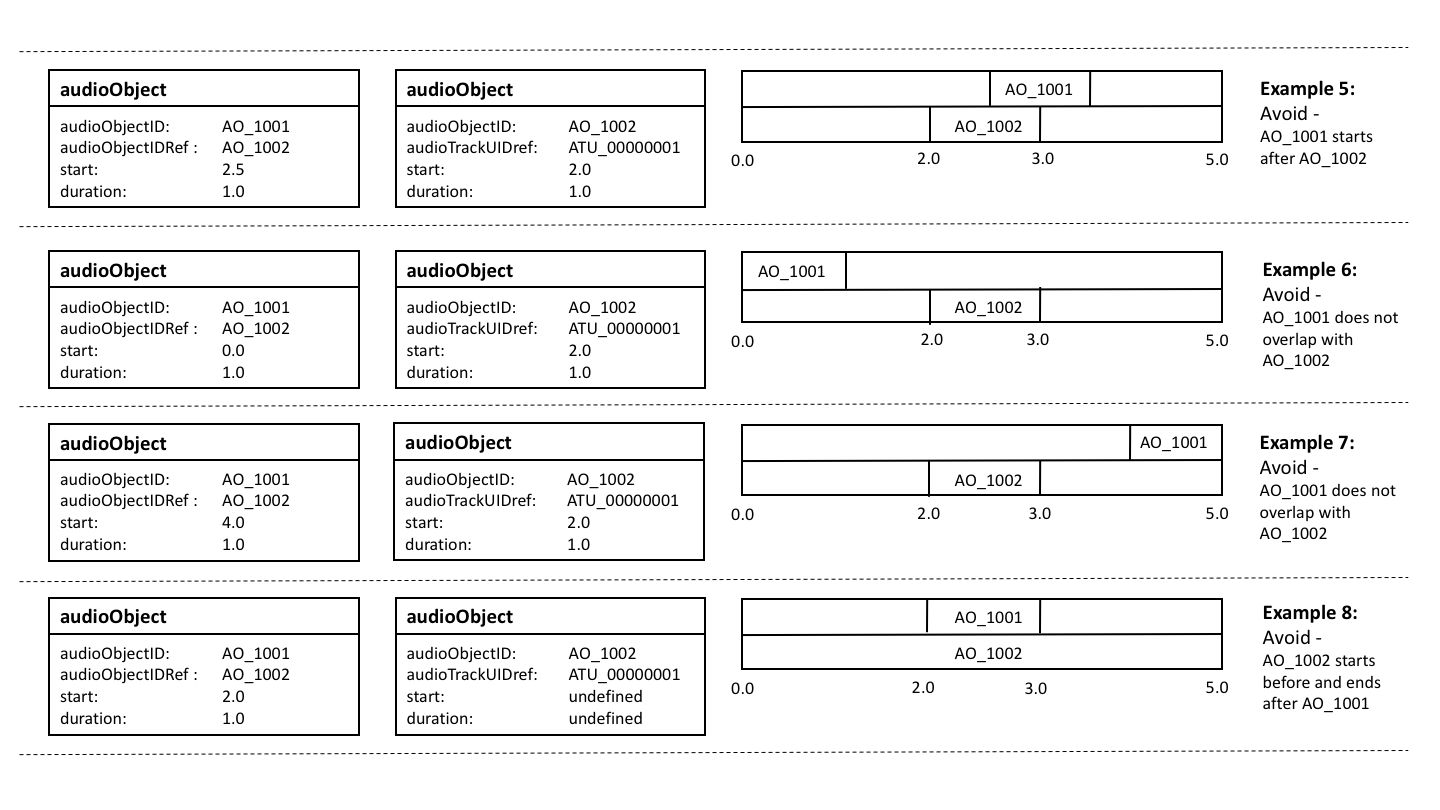 audioObject
audioObjectID: AO_1001
audioObjectIDRef : AO_1002
start: 2.5
duration: 1.0
audioObject
audioObjectID: AO_1002
audioTrackUIDref: ATU_00000001
start: 2.0
duration: 1.0
AO_1001
AO_1002
0.0 2.0 3.0 5.0
Example 5:
Avoid -
AO_1001 starts
after AO_1002
audioObject
audioObjectID: AO_1001
audioObjectIDRef : AO_1002
start: 0.0
duration: 1.0
audioObject
audioObjectID: AO_1002
audioTrackUIDref: ATU_00000001
start: 2.0
duration: 1.0
AO_1001
AO_1002
0.0 2.0 3.0 5.0
Example 6:
Avoid -
AO_1001 does not
overlap with
AO_1002
audioObject
audioObjectID: AO_1001
audioObjectIDRef : AO_1002
start: 4.0
duration: 1.0
audioObject
audioObjectID: AO_1002
audioTrackUIDref: ATU_00000001
start: 2.0
duration: 1.0
AO_1001
AO_1002
0.0 2.0 3.0 5.0
Example 7:
Avoid -
AO_1001 does not
overlap with
AO_1002
audioObject
audioObjectID: AO_1001
audioObjectIDRef : AO_1002
start: 2.0
duration: 1.0
audioObject
audioObjectID: AO_1002
audioTrackUIDref: ATU_00000001
start: undefined
duration: undefined
AO_1001
AO_1002
0.0 2.0 3.0 5.0
Example 8:
Avoid -
AO_1002 starts
before and ends
after AO_1001